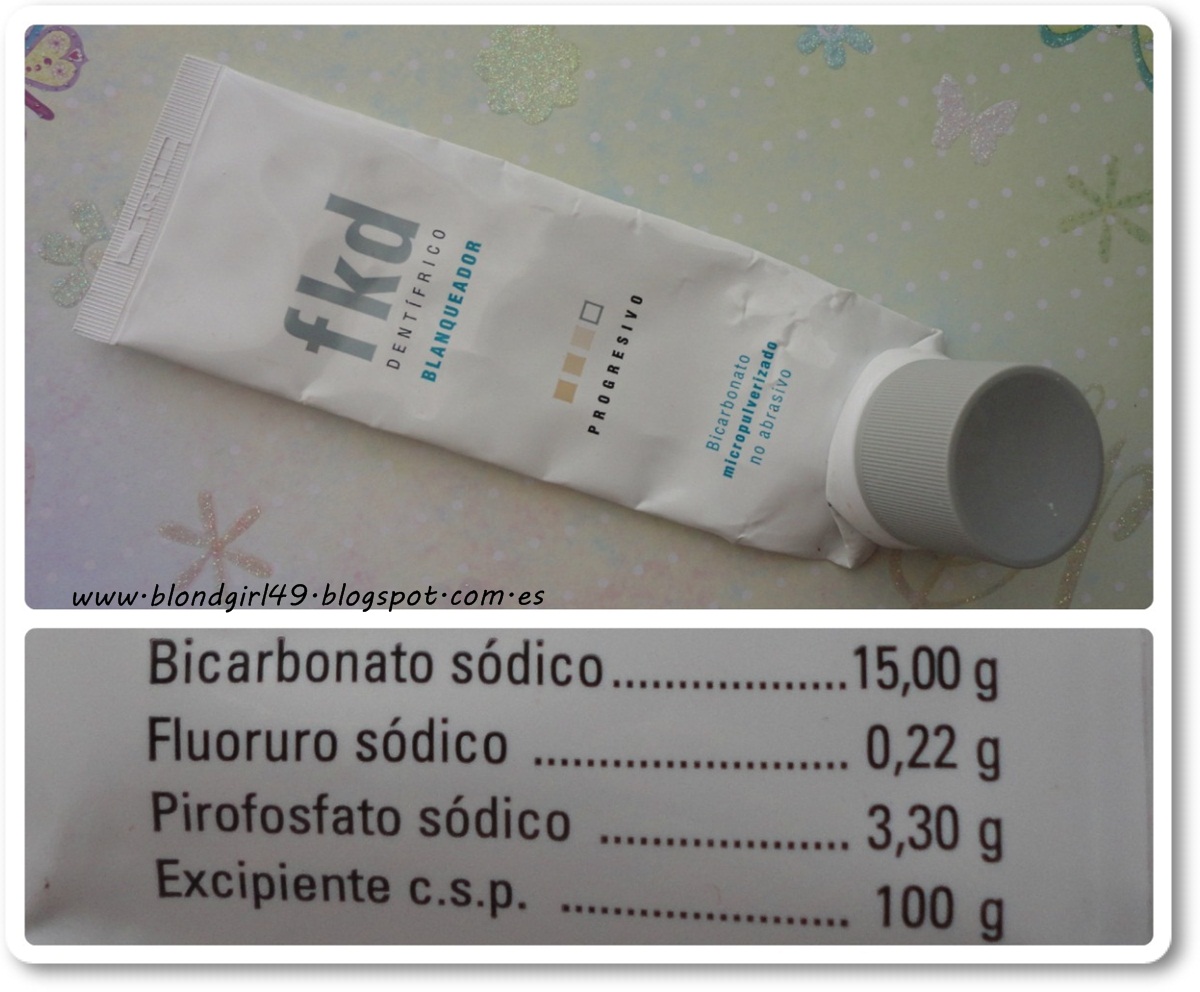 fkd
DENTÍFRICO
BLANQUEADOR
PROGRESIVO
Bicarbonato
micropulverizado
no abrasivo
www.blondgirl49.blogspot.com.es
Bicarbonato sódico..................15,00 g
Fluoruro sódico ........................ 0,22 g
Pirofosfato sódico ................... 3,30 g
Excipiente c.s.p. ...................... 100 g